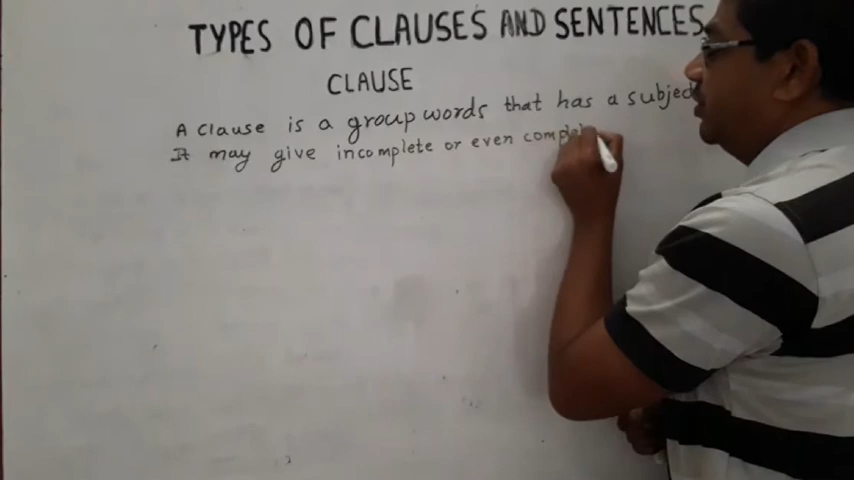 TYPES OF CLAUSES AND SENTENCES
CLAUSE
A clause is a group words that has a subject
It may give incomplete or even